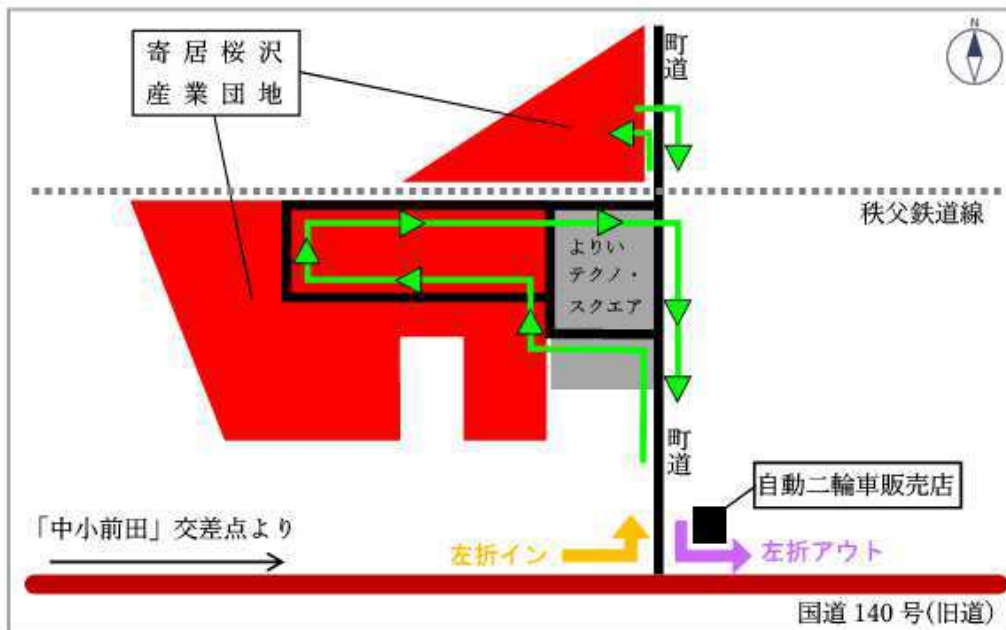 寄居桜沢
産業団地
町道
N
秩父鉄道線
よりい
テクノ・
スクエア
町道
自動二輪車販売店
「中小前田」交差点より
左折イン
左折アウト
国道 140 号(旧道)